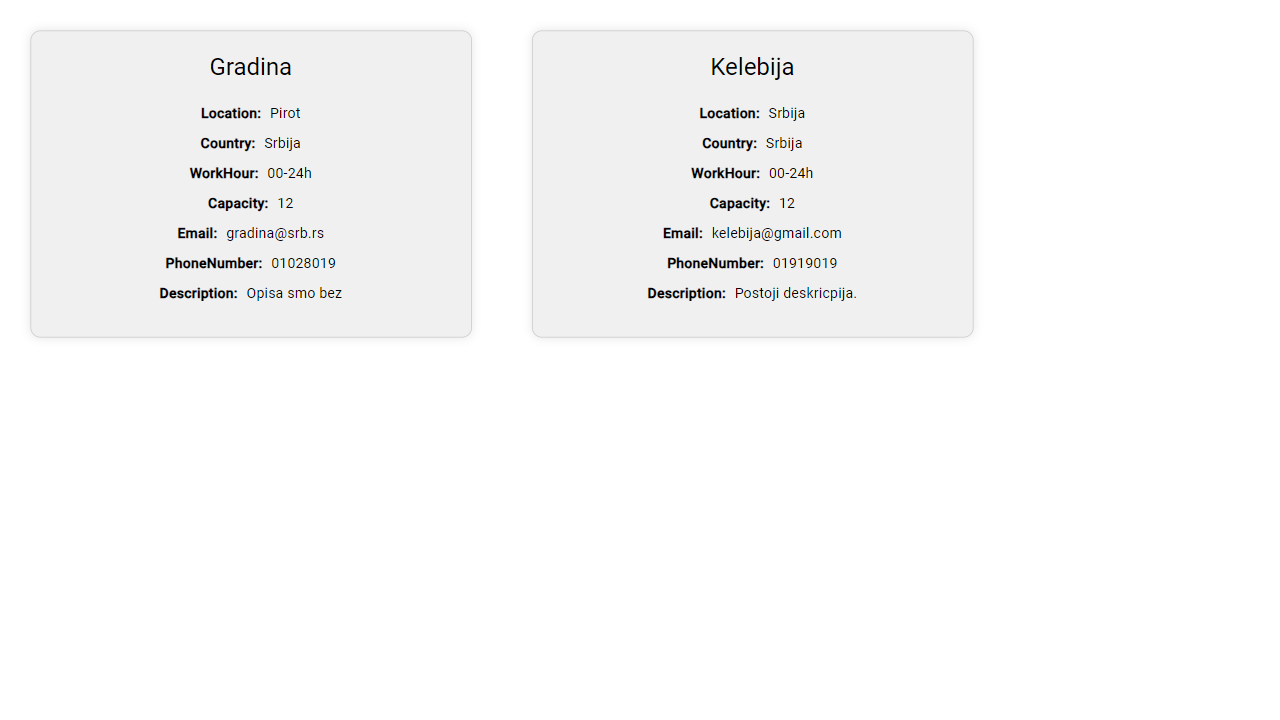 Gradina
Location: Pirot
Country: Srbija
WorkHour: 00-24h
Capacity: 12
Email: gradina@srb.rs
PhoneNumber: 01028019
Description: Opisa smo bez
Kelebija
Location: Srbija
Country: Srbija
WorkHour: 00-24h
Capacity: 12
Email: kelebija@gmail.com
PhoneNumber: 01919019
Description: Postoji deskricpija.